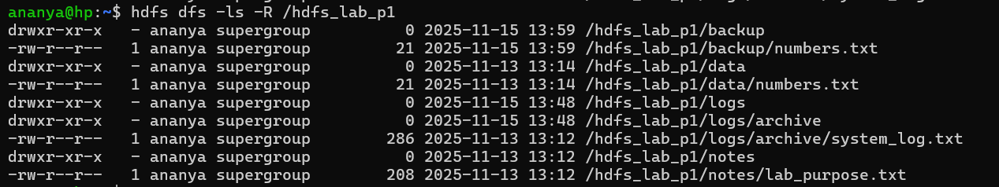 ananya@hp:~$ hdfs dfs -ls -R /hdfs_lab_p1
drwxr-xr-x   - ananya supergroup          0 2025-11-15 13:59 /hdfs_lab_p1/backup
-rw-r--r--   1 ananya supergroup         21 2025-11-15 13:59 /hdfs_lab_p1/backup/numbers.txt
drwxr-xr-x   - ananya supergroup          0 2025-11-13 13:14 /hdfs_lab_p1/data
-rw-r--r--   1 ananya supergroup         21 2025-11-13 13:14 /hdfs_lab_p1/data/numbers.txt
drwxr-xr-x   - ananya supergroup          0 2025-11-15 13:48 /hdfs_lab_p1/logs
drwxr-xr-x   - ananya supergroup          0 2025-11-15 13:48 /hdfs_lab_p1/logs/archive
-rw-r--r--   1 ananya supergroup        286 2025-11-13 13:12 /hdfs_lab_p1/logs/archive/system_log.txt
drwxr-xr-x   - ananya supergroup          0 2025-11-13 13:12 /hdfs_lab_p1/notes
-rw-r--r--   1 ananya supergroup        208 2025-11-13 13:12 /hdfs_lab_p1/notes/lab_purpose.txt